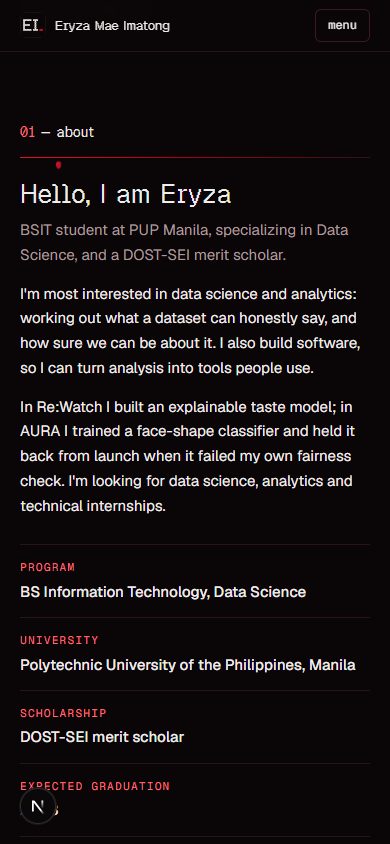 EI. Eryza Mae Imatong
menu
01 — about
Hello, I am Eryza
BSIT student at PUP Manila, specializing in Data
Science, and a DOST-SEI merit scholar.
I'm most interested in data science and analytics:
working out what a dataset can honestly say, and
how sure we can be about it. I also build software,
so I can turn analysis into tools people use.
In Re:Watch I built an explainable taste model; in
AURA I trained a face-shape classifier and held it
back from launch when it failed my own fairness
check. I'm looking for data science, analytics and
technical internships.
PROGRAM
BS Information Technology, Data Science
UNIVERSITY
Polytechnic University of the Philippines, Manila
SCHOLARSHIP
DOST-SEI merit scholar
EXPECTED GRADUATION
N